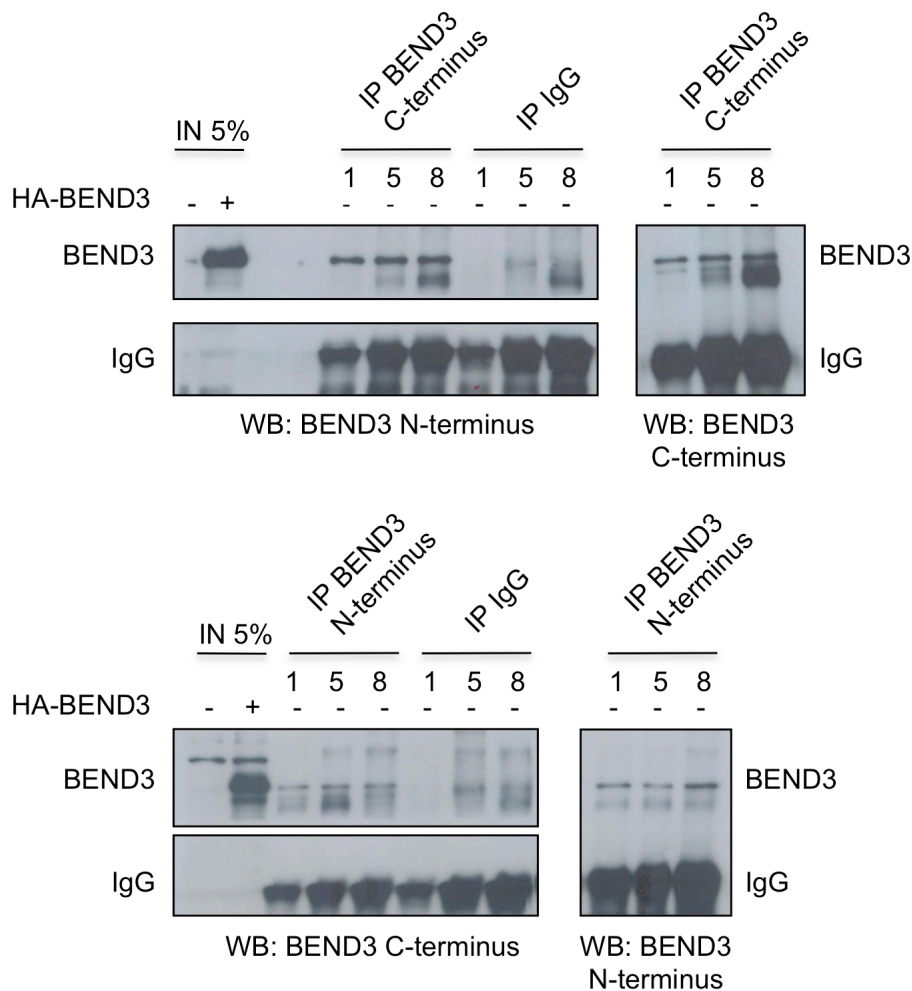 IP BEND3
C-terminus
IP IgG
IP BEND3
C-terminus
IN 5%
1 5 8 1 5 8 1 5 8
HA-BEND3 - + - - - - - - - - -
BEND3 BEND3
IgG IgG
WB: BEND3 N-terminus
WB: BEND3
C-terminus
IP BEND3
N-terminus
IP IgG
IP BEND3
N-terminus
IN 5%
1 5 8 1 5 8 1 5 8
HA-BEND3 - + - - - - - - - - -
BEND3 BEND3
IgG IgG
WB: BEND3 C-terminus
WB: BEND3
N-terminus